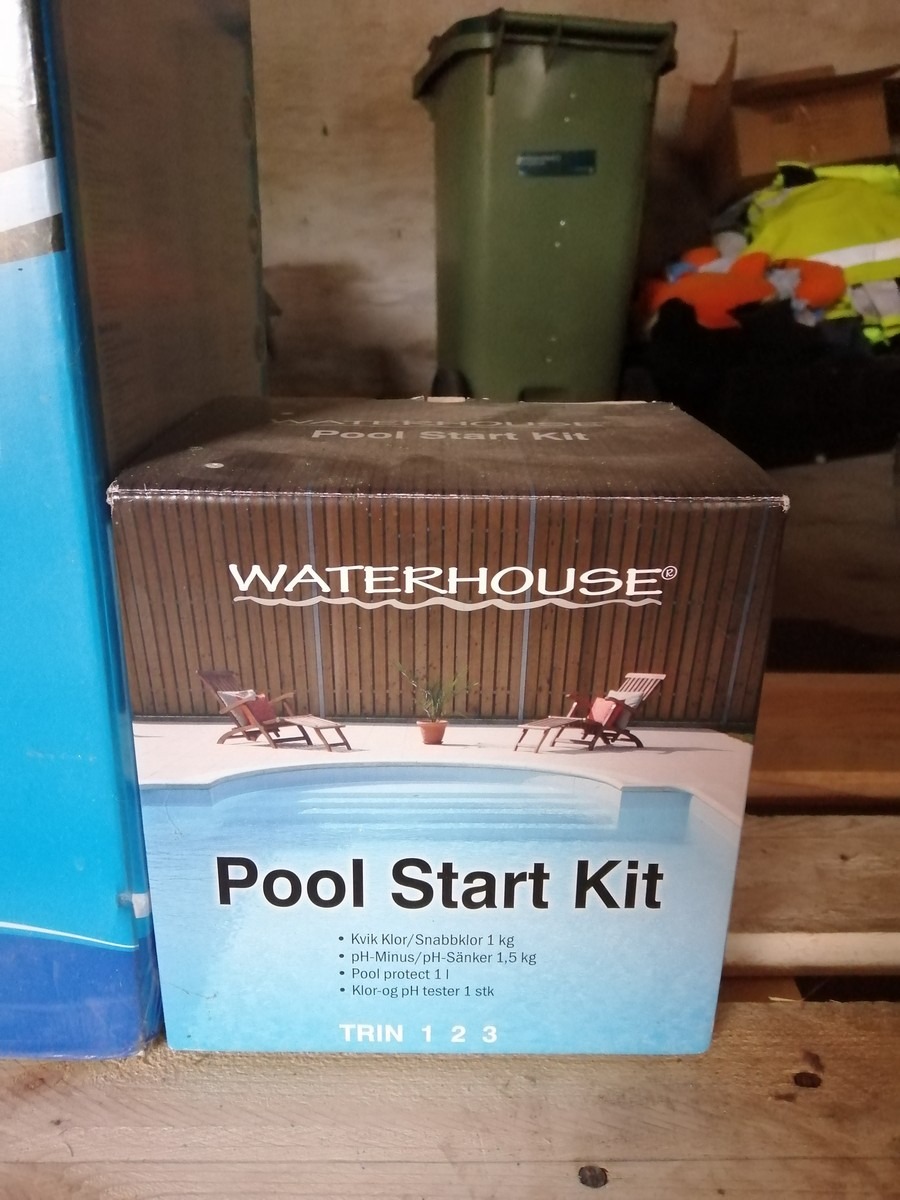 WATERHOUSE
Pool Start Kit
WATERHOUSE®
Pool Start Kit
• Kvik Klor/Snabbklor 1 kg
• pH-Minus/pH-Sänker 1,5 kg
• Pool protect 1 l
• Klor-og pH tester 1 stk
TRIN 1 2 3